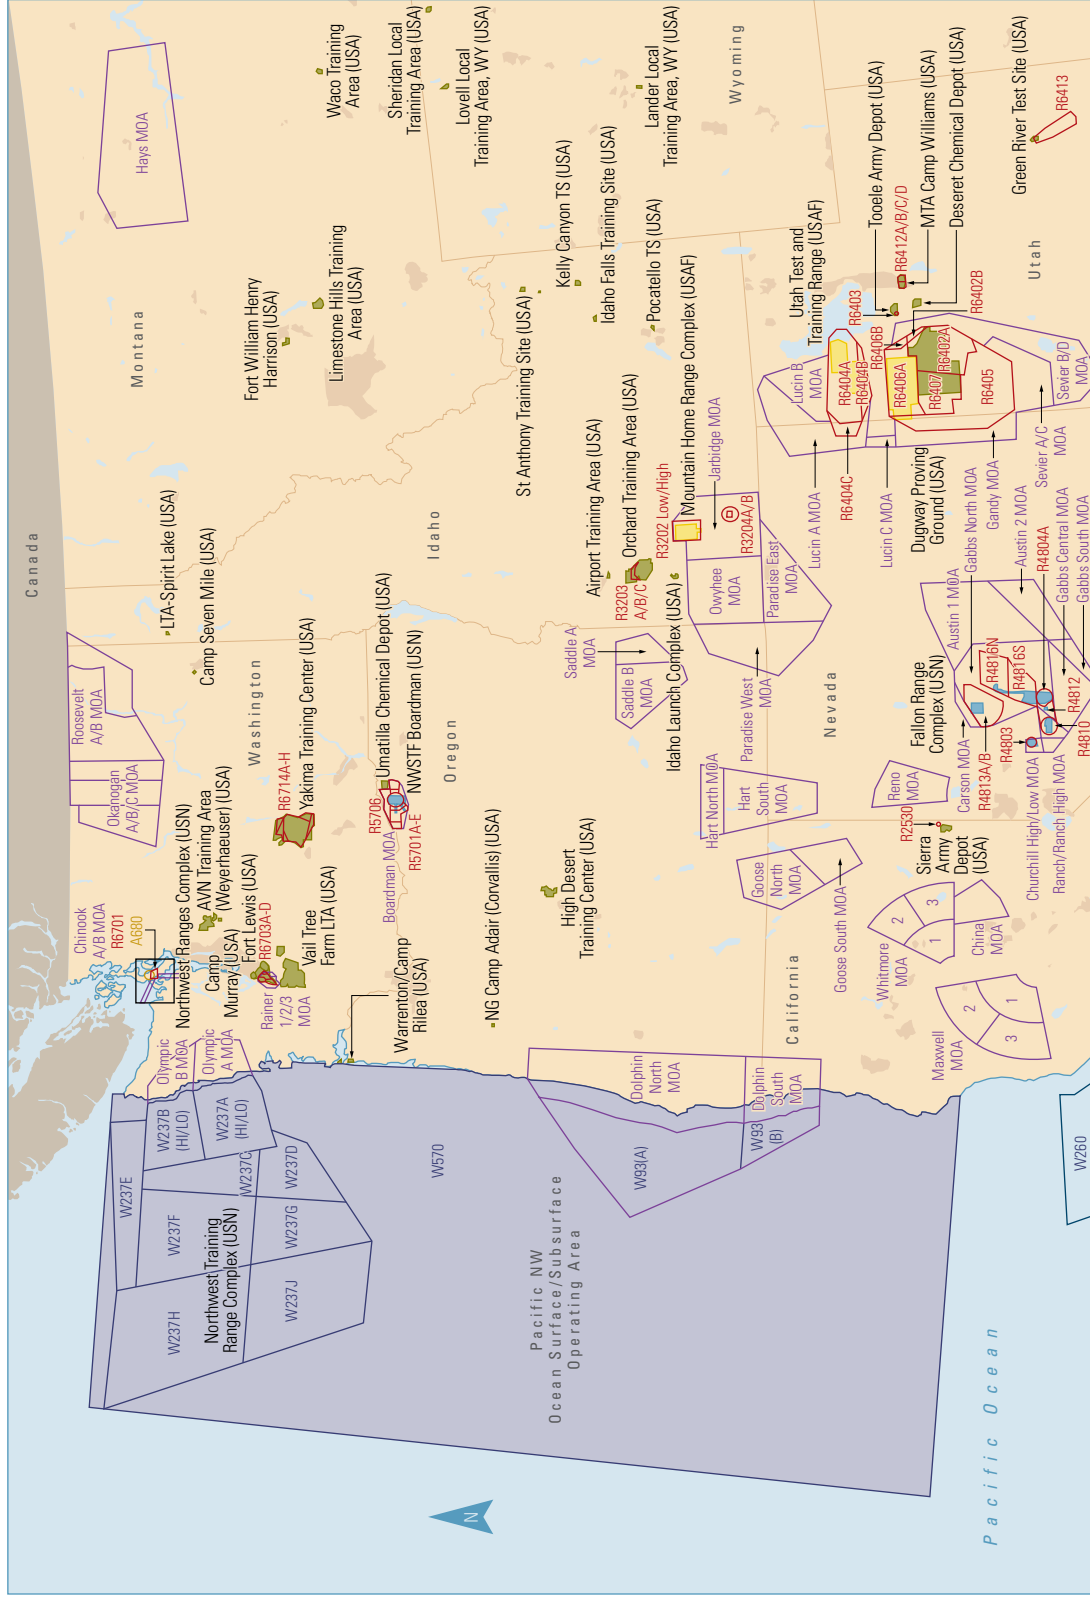 Canada
Montana
Idaho
Washington
Oregon
Nevada
California
Utah
Wyoming
Pacific Ocean
N
Hays MOA
Waco Training
Area (USA)
Sheridan Local
Training Area (USA)
Lovell Local
Training Area, WY (USA)
Lander Local
Training Area, WY (USA)
Fort William Henry
Harrison (USA)
Limestone Hills Training
Area (USA)
Kelly Canyon TS (USA)
Idaho Falls Training Site (USA)
Pocatello TS (USA)
St Anthony Training Site (USA)
Airport Training Area (USA)
Orchard Training Area (USA)
R3203
A/B/C
R3202 Low/High
Mountain Home Range Complex (USAF)
Jarbidge MOA
R3204A/B
Owyhee
MOA
Paradise East
MOA
Paradise West
MOA
Saddle A
MOA
Saddle B
MOA
Idaho Launch Complex (USA)
LTA-Spirit Lake (USA)
Camp Seven Mile (USA)
Roosevelt
A/B MOA
Okanogan
A/B/C MOA
Chinook
A/B MOA
R6701
A680
Northwest Ranges Complex (USN)
AVN Training Area
(Weyerhaeuser) (USA)
Camp
Murray (USA)
Fort Lewis (USA)
R6703A-D
Rainer
1/2/3
MOA
Vail Tree
Farm LTA (USA)
R6714A-H
Yakima Training Center (USA)
Umatilla Chemical Depot (USA)
R5706
NWSTF Boardman (USN)
R5701A-E
Boardman MOA
Warrenton/Camp
Rilea (USA)
NG Camp Adair (Corvallis) (USA)
High Desert
Training Center (USA)
Olympic
B MOA
Olympic
A MOA
W237B
(HI/LO)
W237A
(HI/LO)
W237E
W237C
W237D
W237F
W237G
W237H
W237J
Northwest Training
Range Complex (USN)
W570
Pacific NW
Ocean Surface/Subsurface
Operating Area
W93(A)
W93
(B)
Dolphin
North
MOA
Dolphin
South
MOA
W260
Hart North MOA
Hart
South
MOA
Goose
North
MOA
Goose South MOA
Whitmore
MOA
1
2
3
China
MOA
Maxwell
MOA
1
2
3
Reno
MOA
R2530
Sierra
Army
Depot
(USA)
Fallon Range
Complex (USN)
Carson MOA
R4813A/B
R4803
Churchill High/Low MOA
Ranch/Ranch High MOA
R4810
R4812
Gabbs South MOA
Gabbs Central MOA
R4804A
R4816N
R4816S
Austin 1 MOA
Gabbs North MOA
Austin 2 MOA
Utah Test and
Training Range (USAF)
Lucin B
MOA
Lucin A MOA
R6404A
R6404B
R6404C
Lucin C MOA
R6403
R6406B
R6406A
R6407
R6402A
R6402B
R6405
Dugway Proving
Ground (USA)
Gandy MOA
Sevier A/C
MOA
Sevier B/D
MOA
Tooele Army Depot (USA)
R6412A/B/C/D
MTA Camp Williams (USA)
Deseret Chemical Depot (USA)
Green River Test Site (USA)
R6413